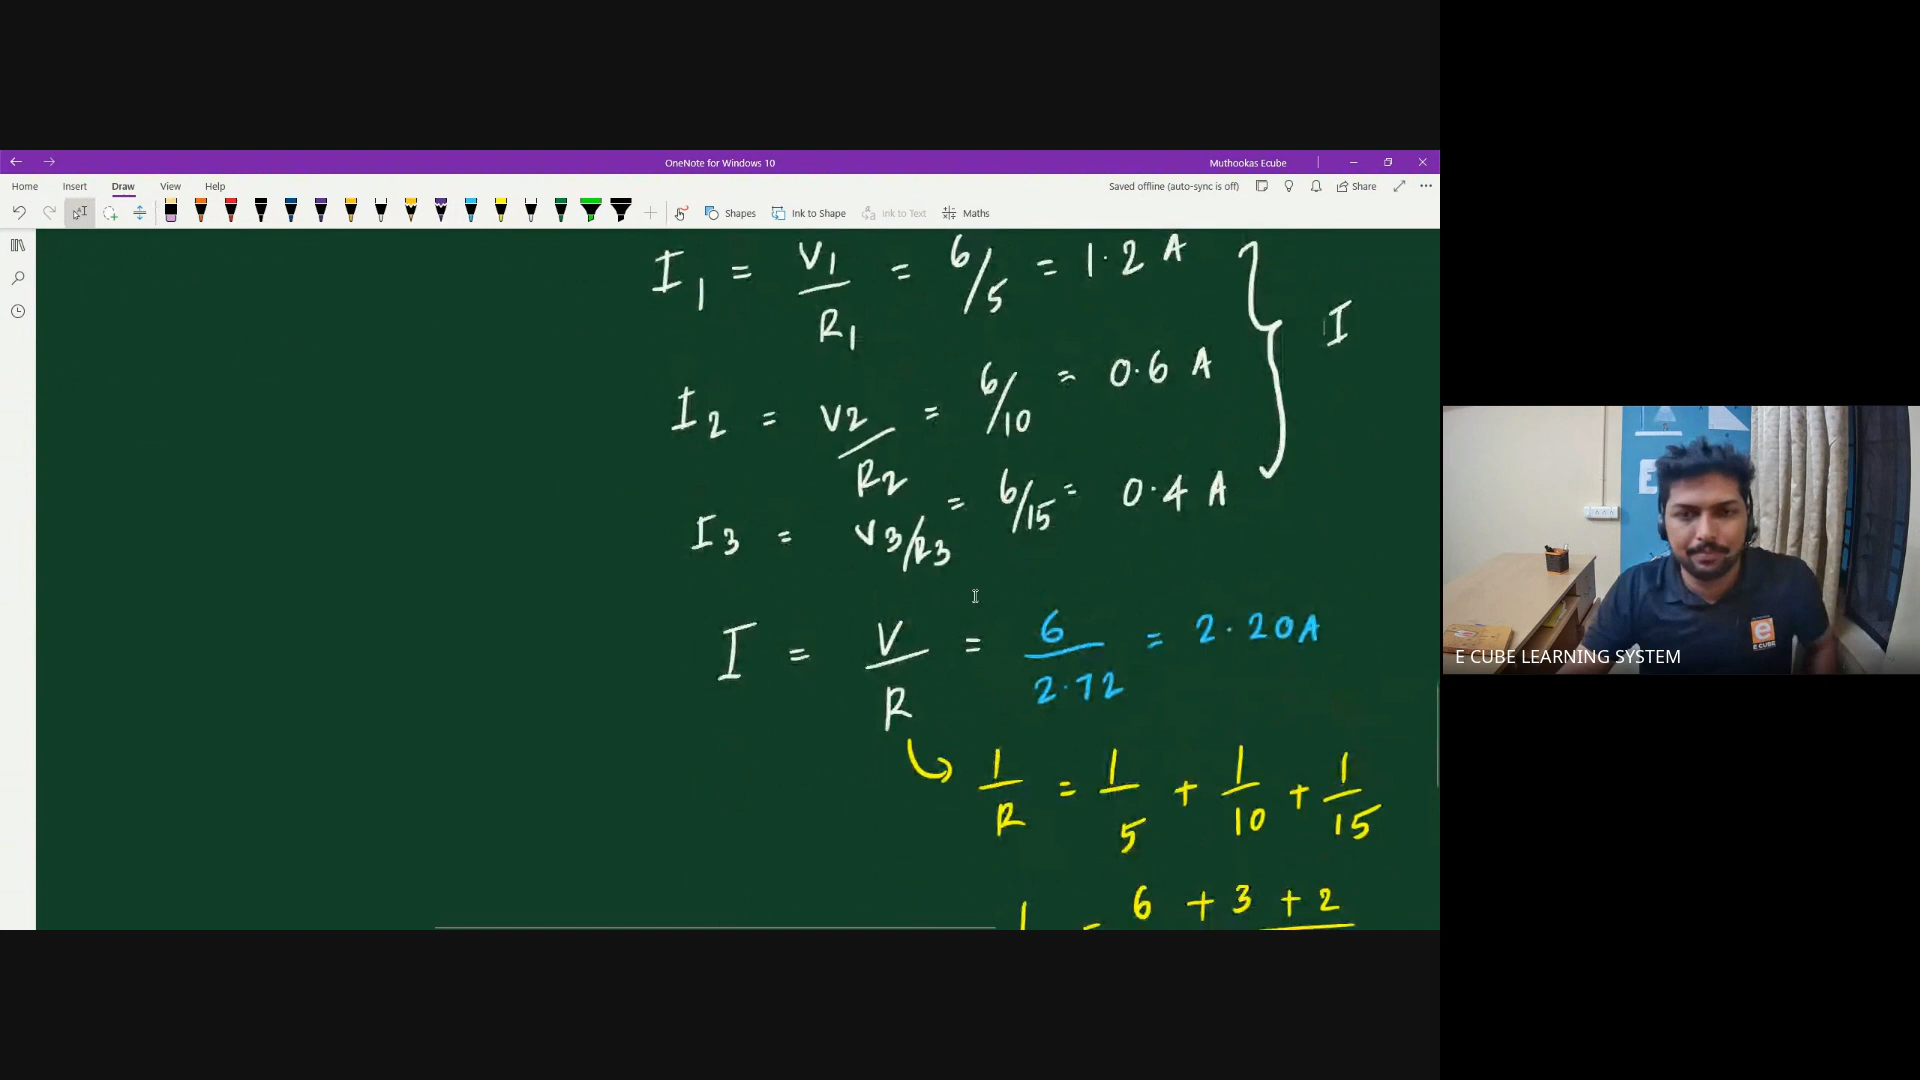 OneNote for Windows 10
Muthookas Ecube
Home Insert Draw View Help
Saved offline (auto-sync is off)
Share
Shapes
Ink to Shape
Ink to Text
Maths
I1 = V1/R1 = 6/5 = 1.2 A
I
I2 = V2/R2 = 6/10 = 0.6 A
I3 = V3/R3 = 6/15 = 0.4 A
I = V/R = 6/2.72 = 2.20A
1/R = 1/5 + 1/10 + 1/15
1 = 6 + 3 + 2
e
E CUBE
E CUBE LEARNING SYSTEM